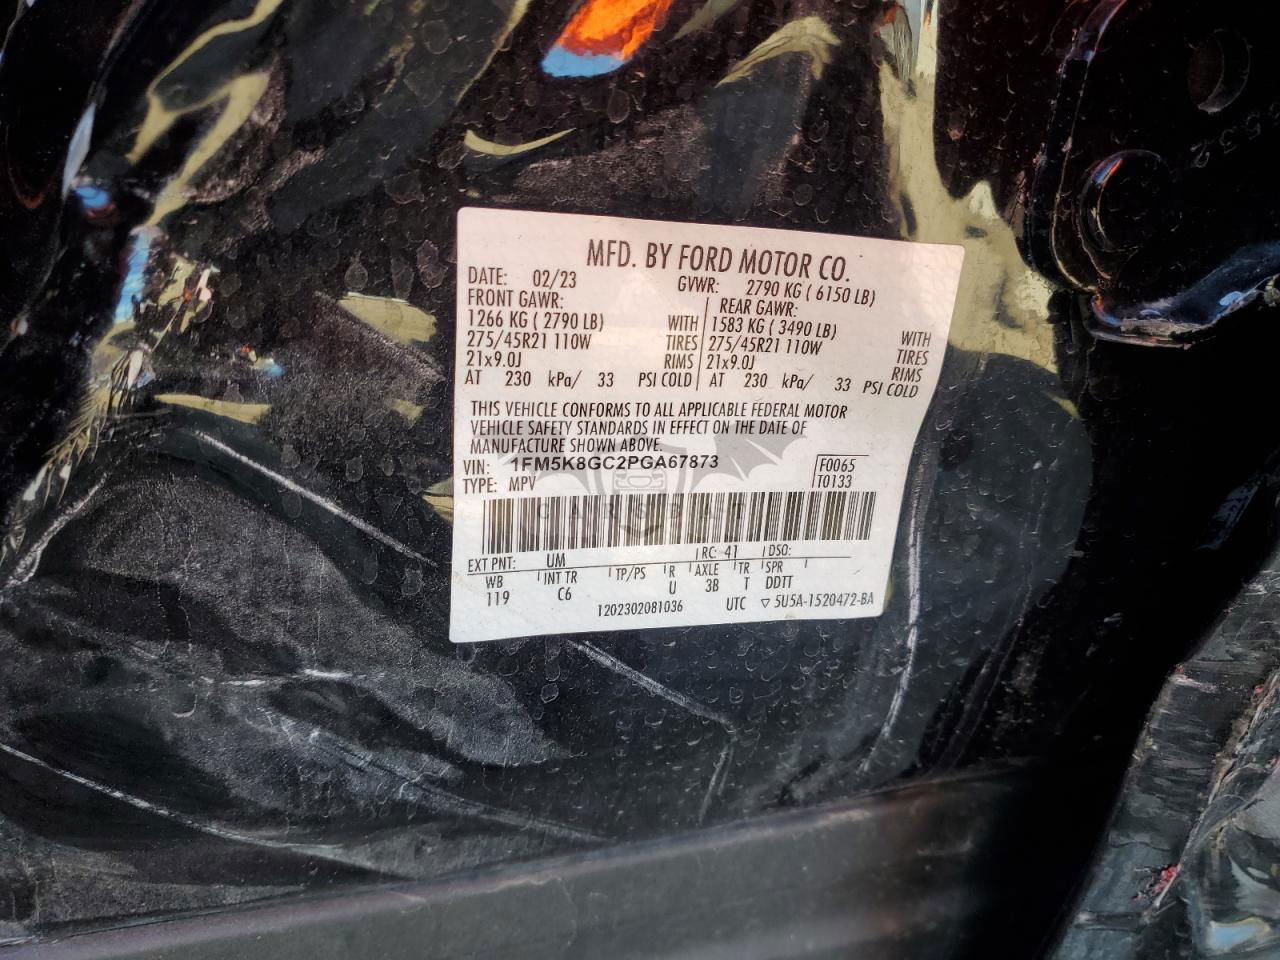 MFD. BY FORD MOTOR CO.
DATE: 02/23 GVWR: 2790 KG ( 6150 LB)
FRONT GAWR: REAR GAWR:
1266 KG ( 2790 LB) WITH 1583 KG ( 3490 LB) WITH
275/45R21 110W TIRES 275/45R21 110W TIRES
21x9.0J RIMS 21x9.0J RIMS
AT 230 kPa/ 33 PSI COLD AT 230 kPa/ 33 PSI COLD
THIS VEHICLE CONFORMS TO ALL APPLICABLE FEDERAL MOTOR
VEHICLE SAFETY STANDARDS IN EFFECT ON THE DATE OF
MANUFACTURE SHOWN ABOVE.
VIN: 1FM5K8GC2PGA67873 F0065
TYPE: MPV T0133
CARSBAT
EXT PNT: UM RC: 41 DSO:
WB INT TR TP/PS R AXLE TR SPR
119 C6 U 3B T DDTT
1202302081036 UTC ▽ 5U5A-1520472-BA